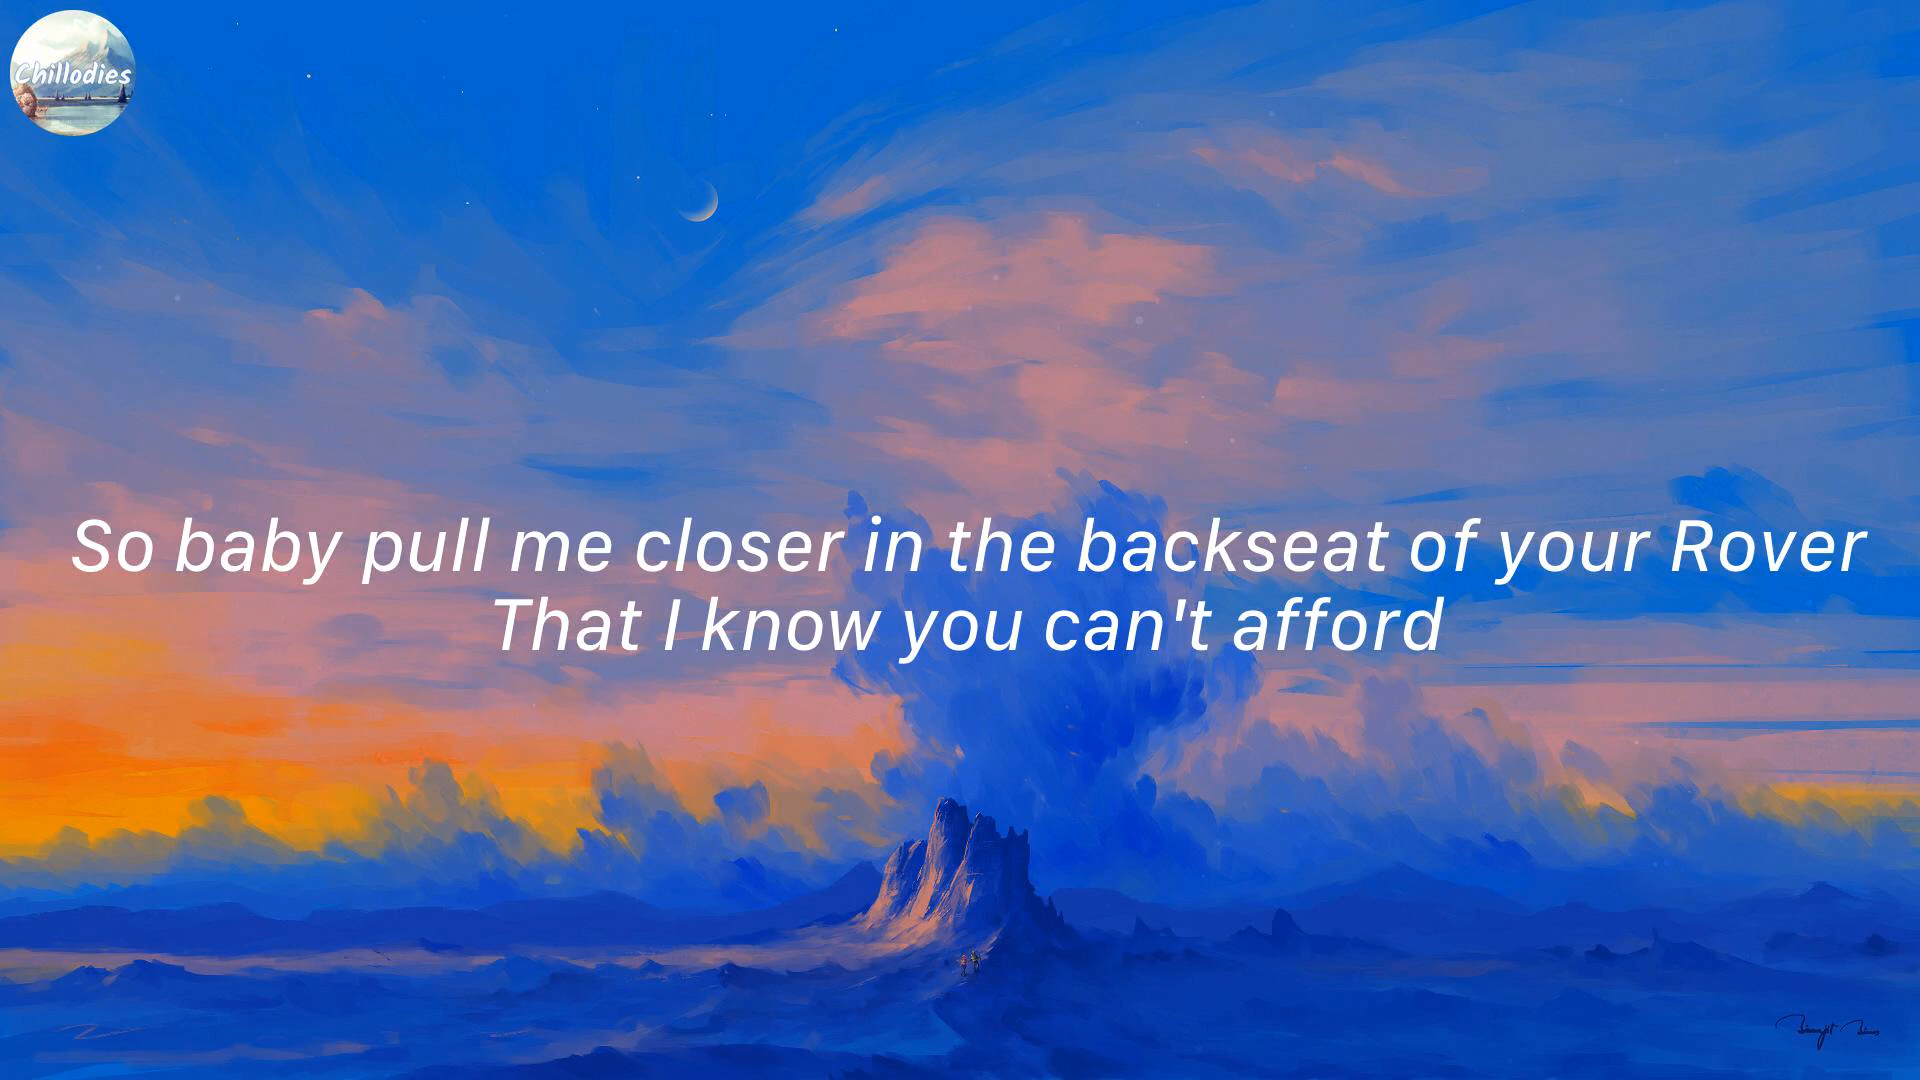 Chillodies
So baby pull me closer in the backseat of your Rover
That I know you can't afford